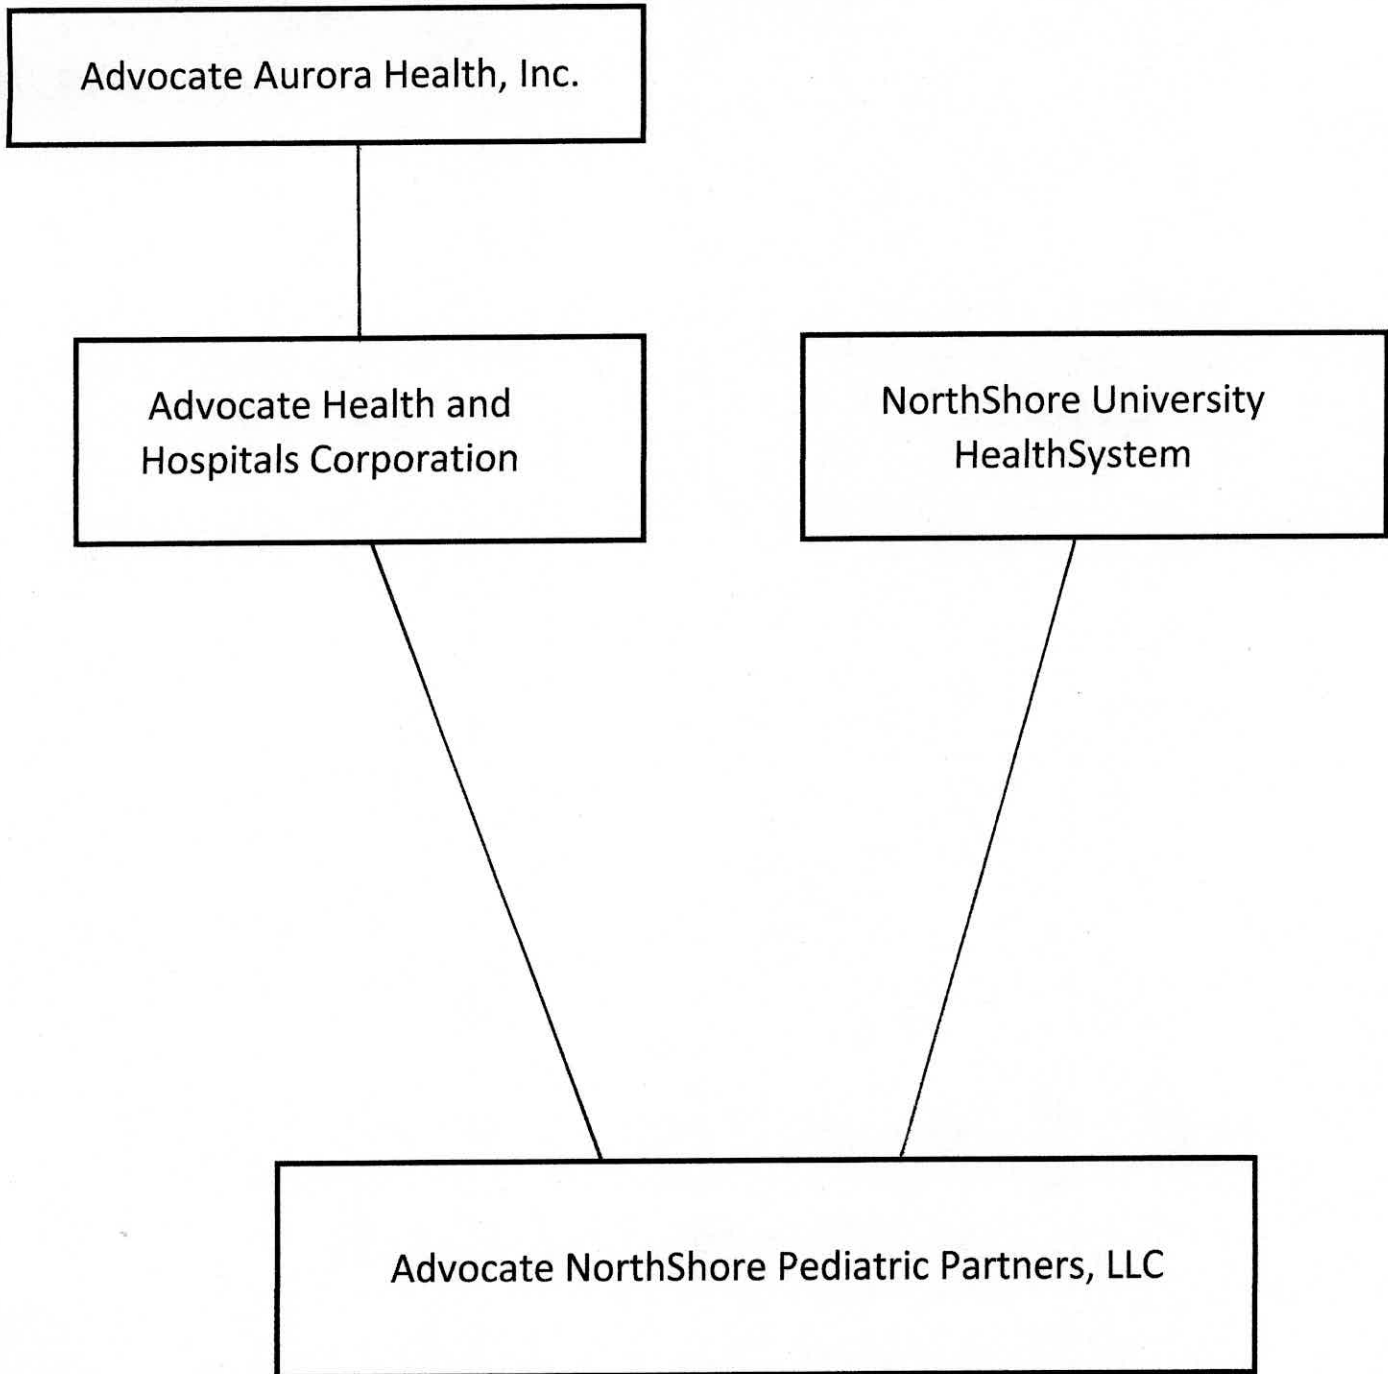 Advocate Aurora Health, Inc.
Advocate Health and
Hospitals Corporation
NorthShore University
HealthSystem
Advocate NorthShore Pediatric Partners, LLC